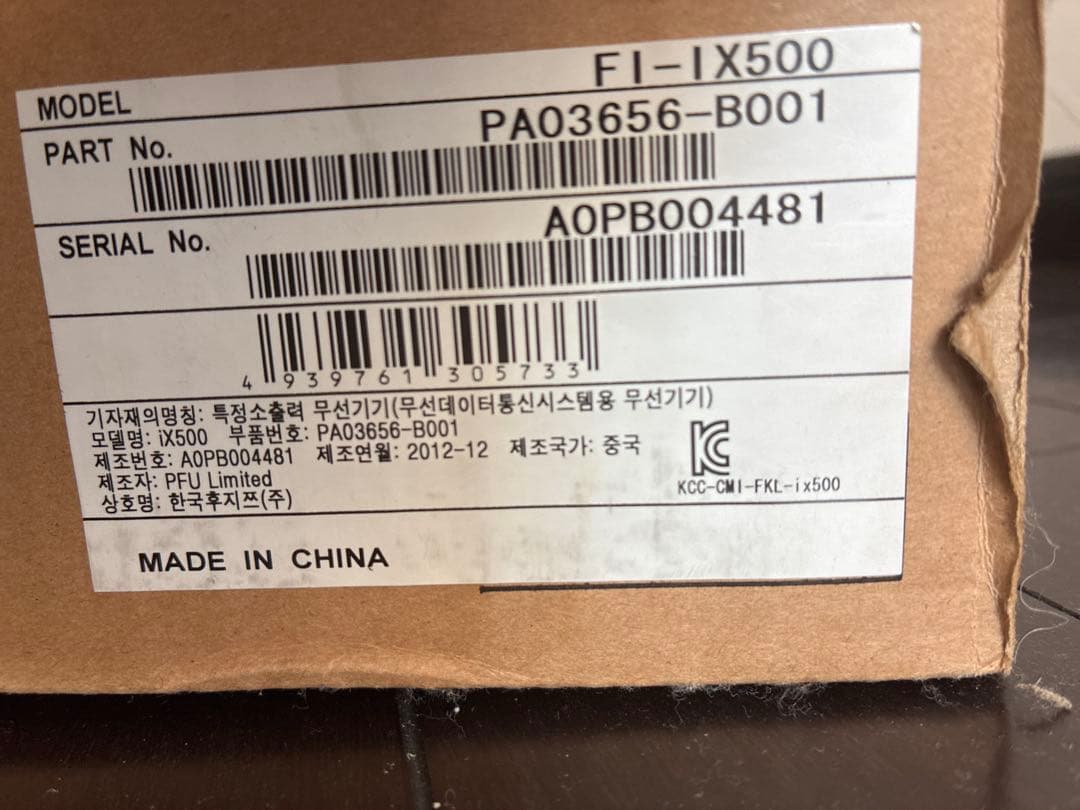 MODEL FI-IX500
PART No. PA03656-B001
SERIAL No. A0PB004481
4 939761 305733
기자재의명칭: 특정소출력 무선기기(무선데이터통신시스템용 무선기기)
모델명: iX500 부품번호: PA03656-B001
제조번호: A0PB004481 제조연월: 2012-12 제조국가: 중국
제조자: PFU Limited
상호명: 한국후지쯔(주)
KC
KCC-CMI-FKL-ix500
MADE IN CHINA